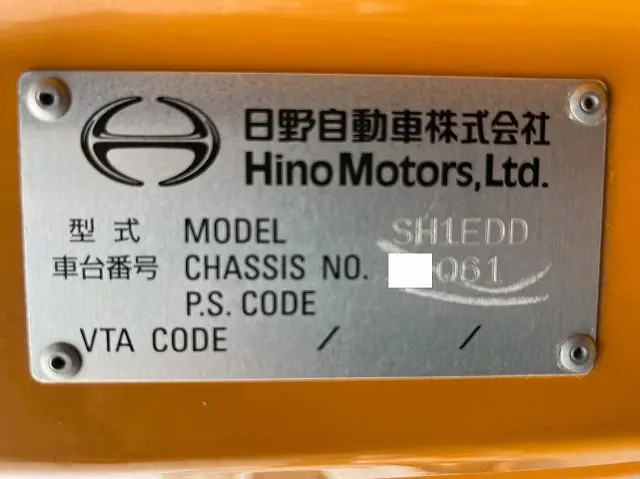 日野自動車株式会社
Hino Motors, Ltd.
型式 MODEL SH1EDD
車台番号 CHASSIS NO. -061
P.S. CODE
VTA CODE / /